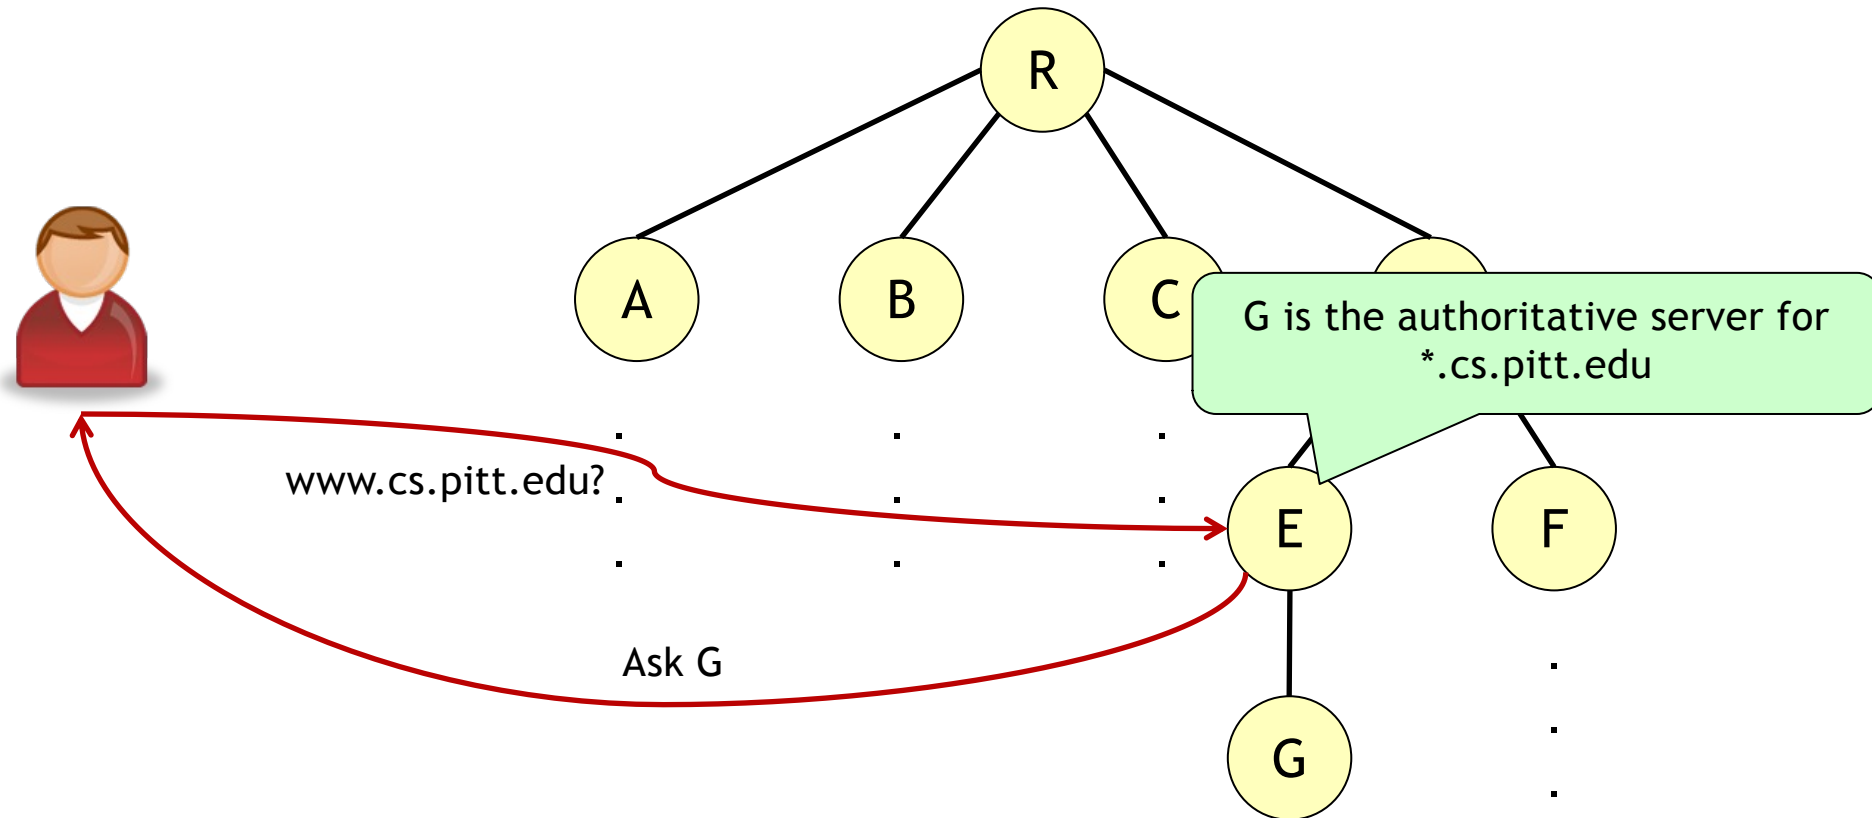 R
A
B
C
G is the authoritative server for
*.cs.pitt.edu
www.cs.pitt.edu?
E
F
Ask G
G